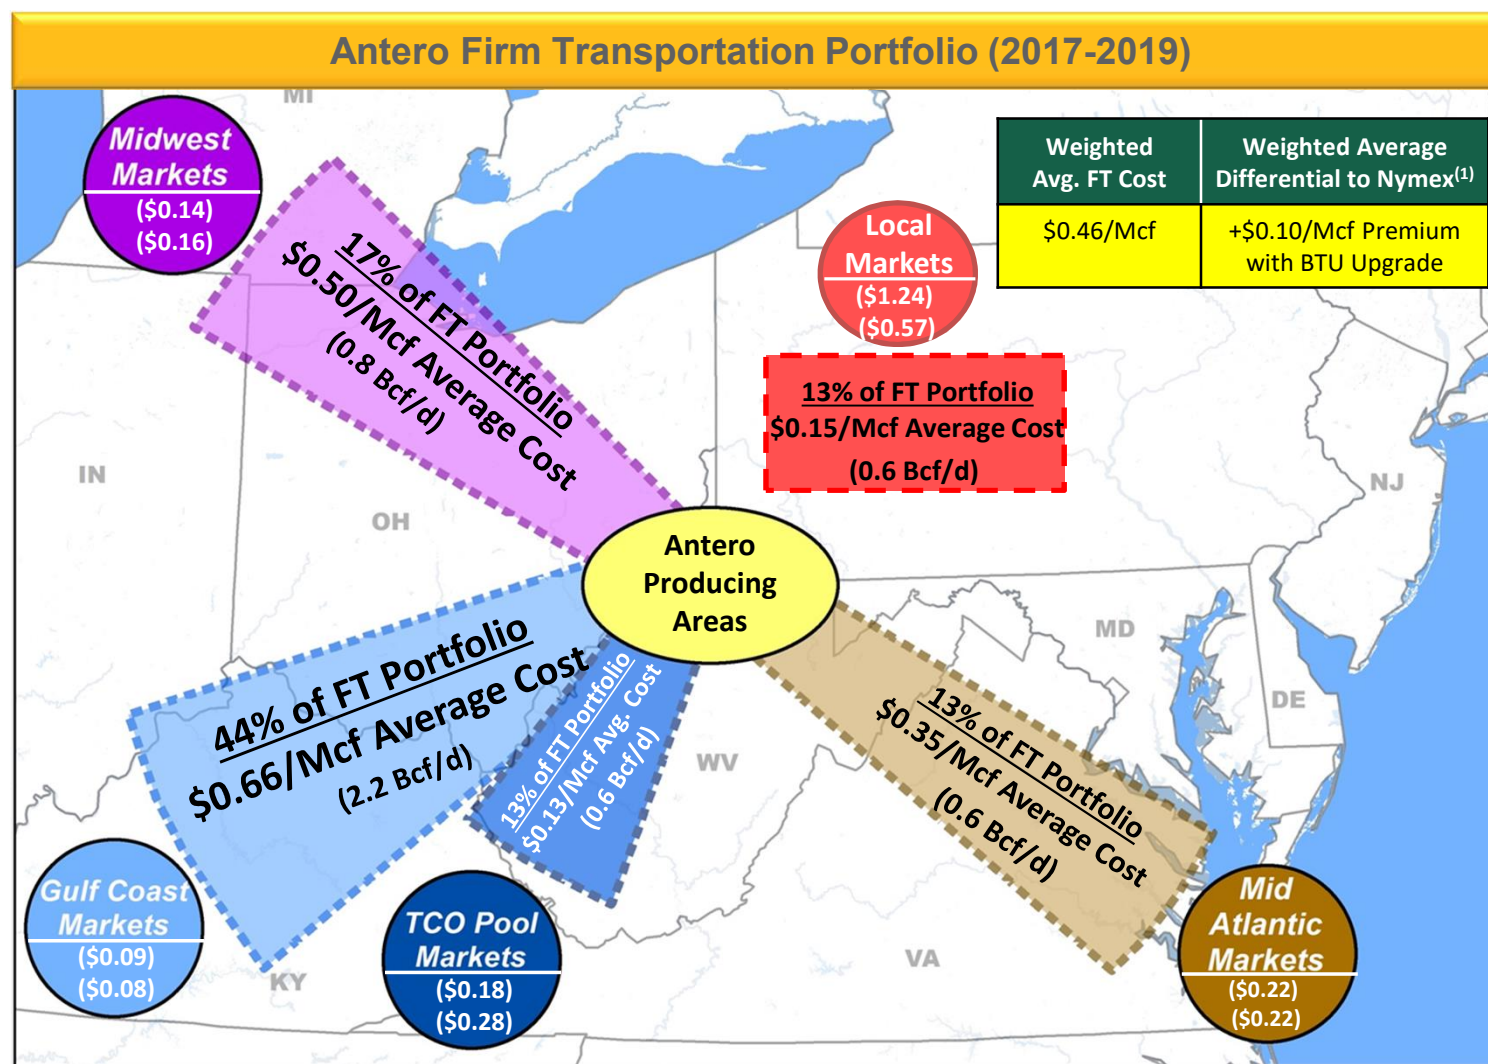 Antero Firm Transportation Portfolio (2017-2019)
MI
Midwest
Markets
($0.14)
($0.16)
17% of FT Portfolio
$0.50/Mcf Average Cost
(0.8 Bcf/d)
Local
Markets
($1.24)
($0.57)
13% of FT Portfolio
$0.15/Mcf Average Cost
(0.6 Bcf/d)
Weighted
Avg. FT Cost
Weighted Average
Differential to Nymex(1)
$0.46/Mcf
+$0.10/Mcf Premium
with BTU Upgrade
IN
OH
NJ
Antero
Producing
Areas
MD
DE
WV
44% of FT Portfolio
$0.66/Mcf Average Cost
(2.2 Bcf/d)
13% of FT Portfolio
$0.13/Mcf Avg. Cost
(0.6 Bcf/d)
13% of FT Portfolio
$0.35/Mcf Average Cost
(0.6 Bcf/d)
Gulf Coast
Markets
($0.09)
($0.08)
KY
TCO Pool
Markets
($0.18)
($0.28)
VA
Mid
Atlantic
Markets
($0.22)
($0.22)